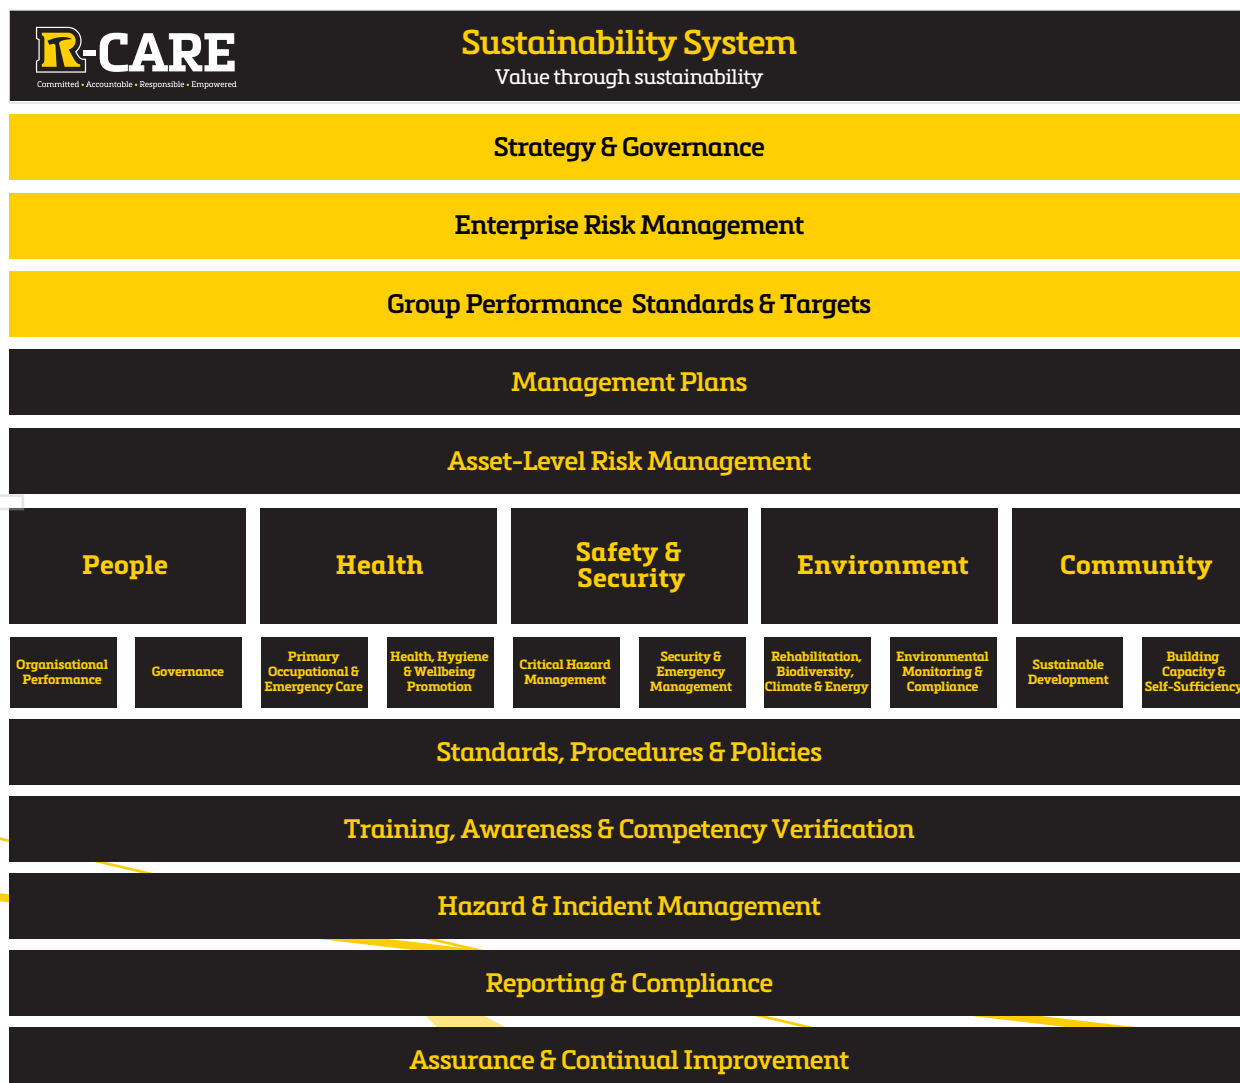 R-CARE
Committed • Accountable • Responsible • Empowered
Sustainability System
Value through sustainability
Strategy & Governance
Enterprise Risk Management
Group Performance Standards & Targets
Management Plans
Asset-Level Risk Management
People
Health
Safety &
Security
Environment
Community
Organisational
Performance
Governance
Primary
Occupational &
Emergency Care
Health, Hygiene
& Wellbeing
Promotion
Critical Hazard
Management
Security &
Emergency
Management
Rehabilitation,
Biodiversity,
Climate & Energy
Environmental
Monitoring &
Compliance
Sustainable
Development
Building
Capacity &
Self-Sufficiency
Standards, Procedures & Policies
Training, Awareness & Competency Verification
Hazard & Incident Management
Reporting & Compliance
Assurance & Continual Improvement